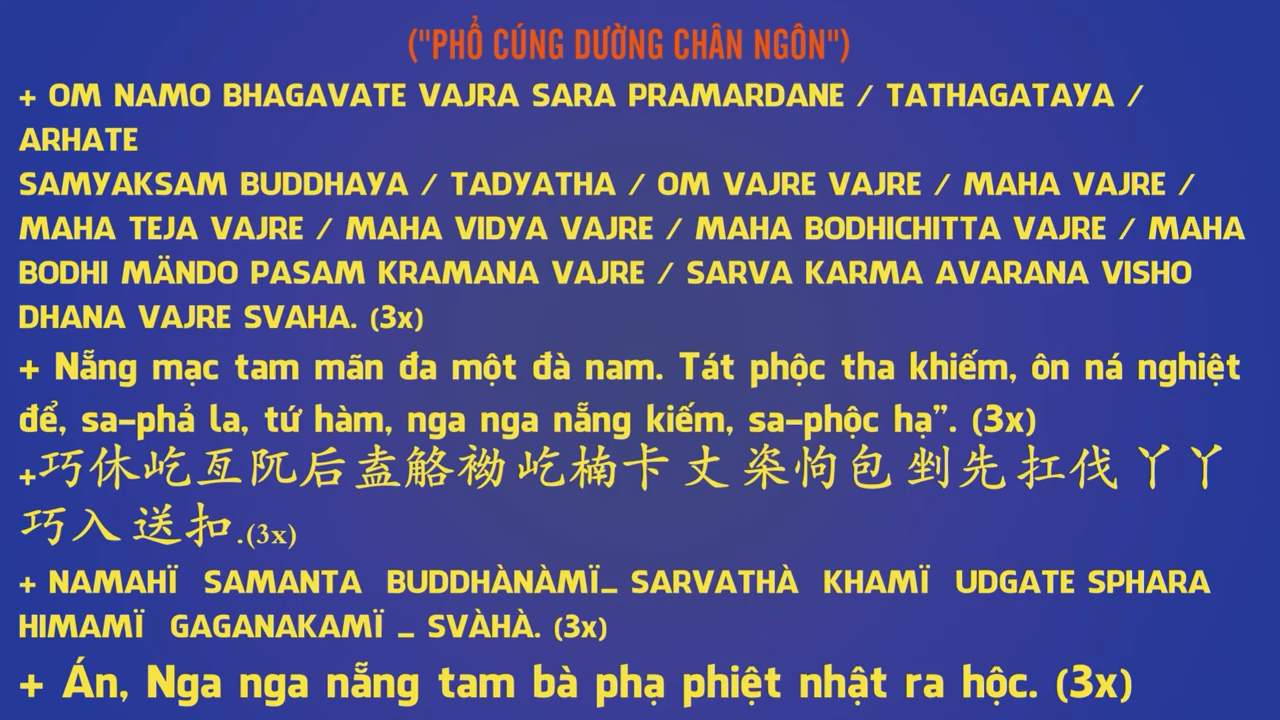 ("PHỔ CÚNG DƯỜNG CHÂN NGÔN")
+ OM NAMO BHAGAVATE VAJRA SARA PRAMARDANE / TATHAGATAYA /
ARHATE
SAMYAKSAM BUDDHAYA / TADYATHA / OM VAJRE VAJRE / MAHA VAJRE /
MAHA TEJA VAJRE / MAHA VIDYA VAJRE / MAHA BODHICHITTA VAJRE / MAHA
BODHI MÄNDO PASAM KRAMANA VAJRE / SARVA KARMA AVARANA VISHO
DHANA VAJRE SVAHA. (3x)
+ Nẵng mạc tam mãn đa một đà nam. Tát phộc tha khiếm, ôn ná nghiệt
để, sa-phả la, tứ hàm, nga nga nẵng kiếm, sa-phộc hạ”. (3x)
+巧休屹亙阢后盍觡袎屹楠卡丈 栥恦包 剉先扛伐 丫丫
巧入送扣.(3x)
+ NAMAHÏ SAMANTA BUDDHÀNÀMÏ_ SARVATHÀ KHAMÏ UDGATE SPHARA
HIMAMÏ GAGANAKAMÏ _ SVÀHÀ. (3x)
+ Án, Nga nga nẵng tam bà phạ phiệt nhật ra hộc. (3x)